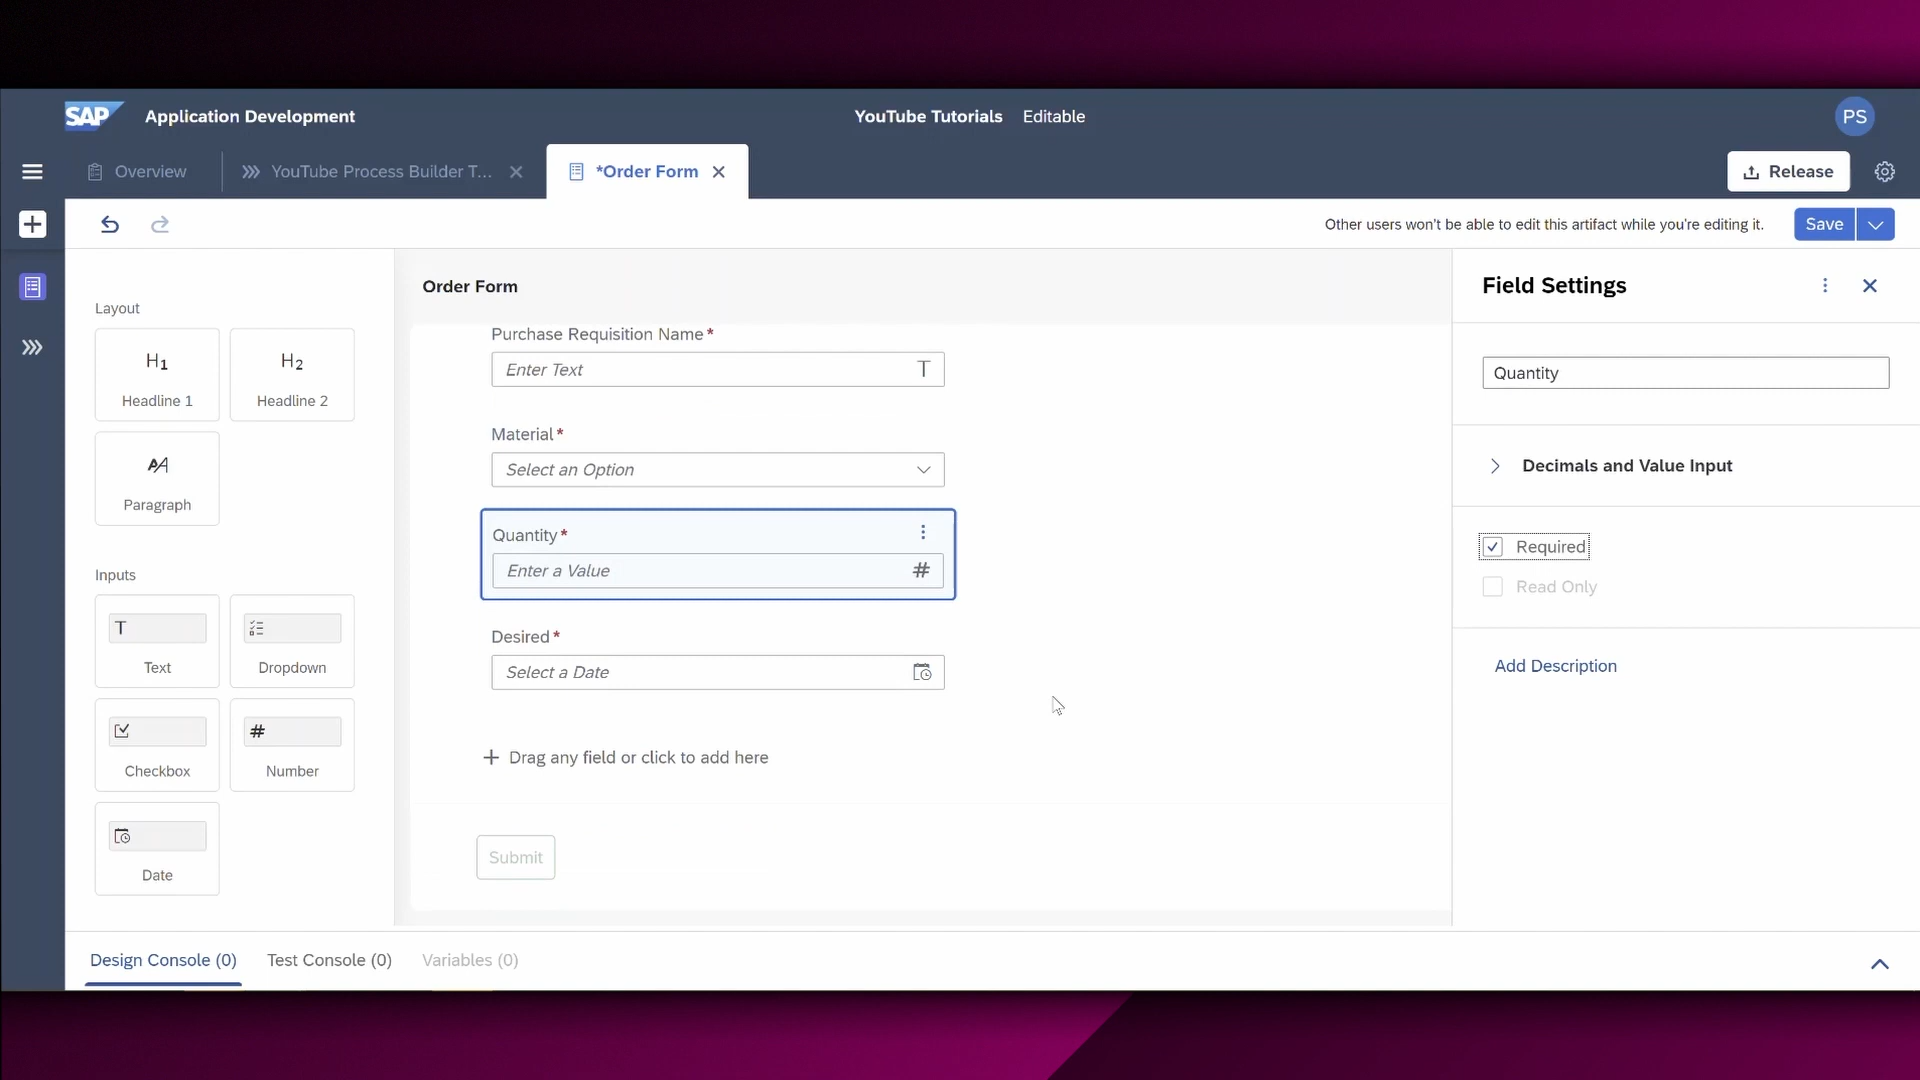 SAP Application Development YouTube Tutorials Editable PS
Overview YouTube Process Builder T... *Order Form Release
Other users won't be able to edit this artifact while you're editing it. Save
Layout
H1 Headline 1
H2 Headline 2
Paragraph
Inputs
T Text
Dropdown
Checkbox
# Number
Date
Order Form
Purchase Requisition Name*
Enter Text T
Material*
Select an Option
Quantity*
Enter a Value #
Desired*
Select a Date
+ Drag any field or click to add here
Submit
Field Settings
Quantity
Decimals and Value Input
Required
Read Only
Add Description
Design Console (0) Test Console (0) Variables (0)